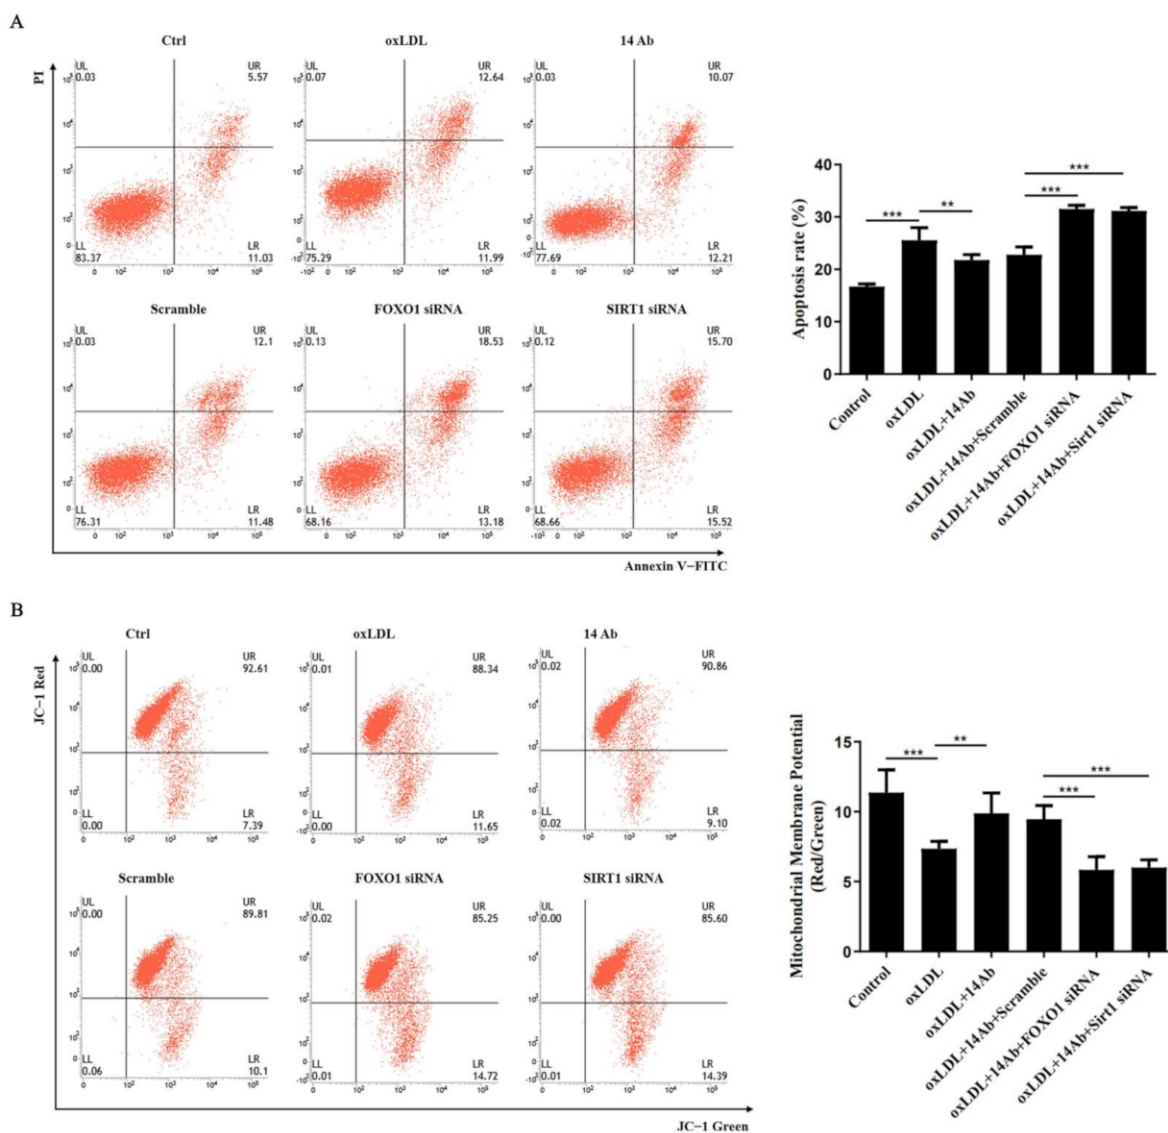 A
Ctrl
oxLDL
14 Ab
PI
UL
0.03
UR
5.57
LL
83.37
LR
11.03
UL
0.07
UR
12.64
LL
75.29
LR
11.99
UL
0.03
UR
10.07
LL
77.69
LR
12.21
Scramble
FOXO1 siRNA
SIRT1 siRNA
UL
0.03
UR
12.1
LL
76.31
LR
11.48
UL
0.13
UR
18.53
LL
68.16
LR
13.18
UL
0.12
UR
15.70
LL
68.66
LR
15.52
Annexin V-FITC
Apoptosis rate (%)
40
30
20
10
0
***
**
***
***
Control
oxLDL
oxLDL+14Ab
oxLDL+14Ab+Scramble
oxLDL+14Ab+FOXO1 siRNA
oxLDL+14Ab+Sirt1 siRNA
B
Ctrl
oxLDL
14 Ab
JC-1 Red
UL
0.00
UR
92.61
LL
0.00
LR
7.39
UL
0.01
UR
88.34
LL
0.00
LR
11.65
UL
0.02
UR
90.86
LL
0.02
LR
9.10
Scramble
FOXO1 siRNA
SIRT1 siRNA
UL
0.00
UR
89.81
LL
0.06
LR
10.1
UL
0.02
UR
85.25
LL
0.01
LR
14.72
UL
0.00
UR
85.60
LL
0.01
LR
14.39
JC-1 Green
Mitochondrial Membrane Potential
(Red/Green)
15
10
5
0
***
**
***
***
Control
oxLDL
oxLDL+14Ab
oxLDL+14Ab+Scramble
oxLDL+14Ab+FOXO1 siRNA
oxLDL+14Ab+Sirt1 siRNA